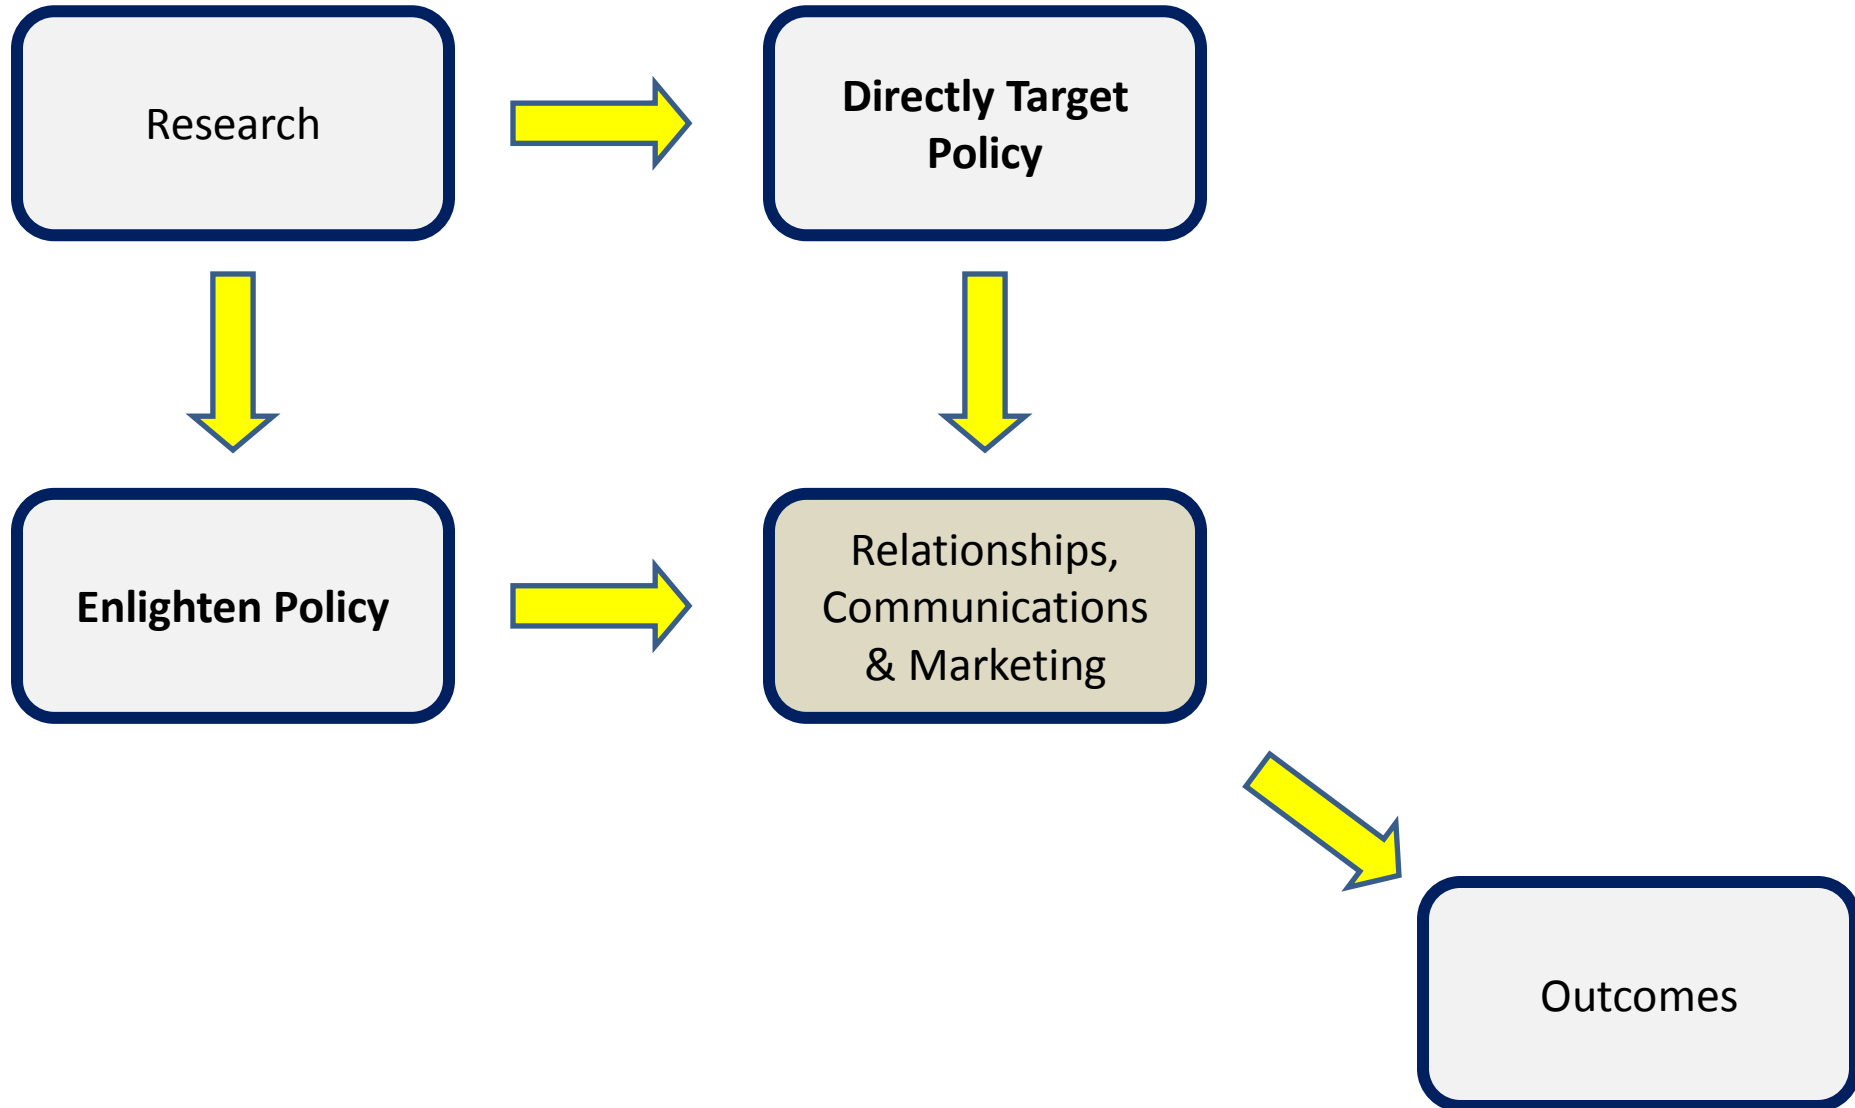 Research
Directly Target
Policy
Enlighten Policy
Relationships,
Communications
& Marketing
Outcomes